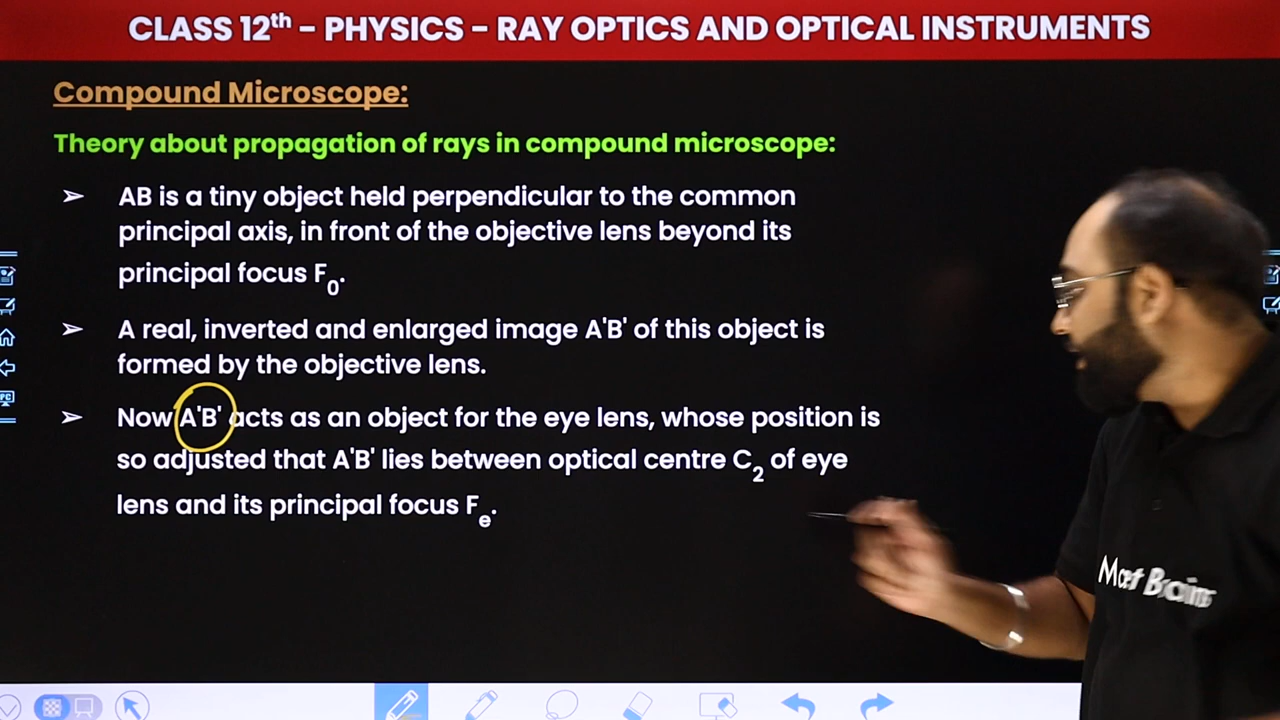 CLASS 12th – PHYSICS – RAY OPTICS AND OPTICAL INSTRUMENTS
Compound Microscope:
Theory about propagation of rays in compound microscope:
➢ AB is a tiny object held perpendicular to the common
principal axis, in front of the objective lens beyond its
principal focus F0.
➢ A real, inverted and enlarged image A'B' of this object is
formed by the objective lens.
➢ Now A'B' acts as an object for the eye lens, whose position is
so adjusted that A'B' lies between optical centre C2 of eye
lens and its principal focus Fe.